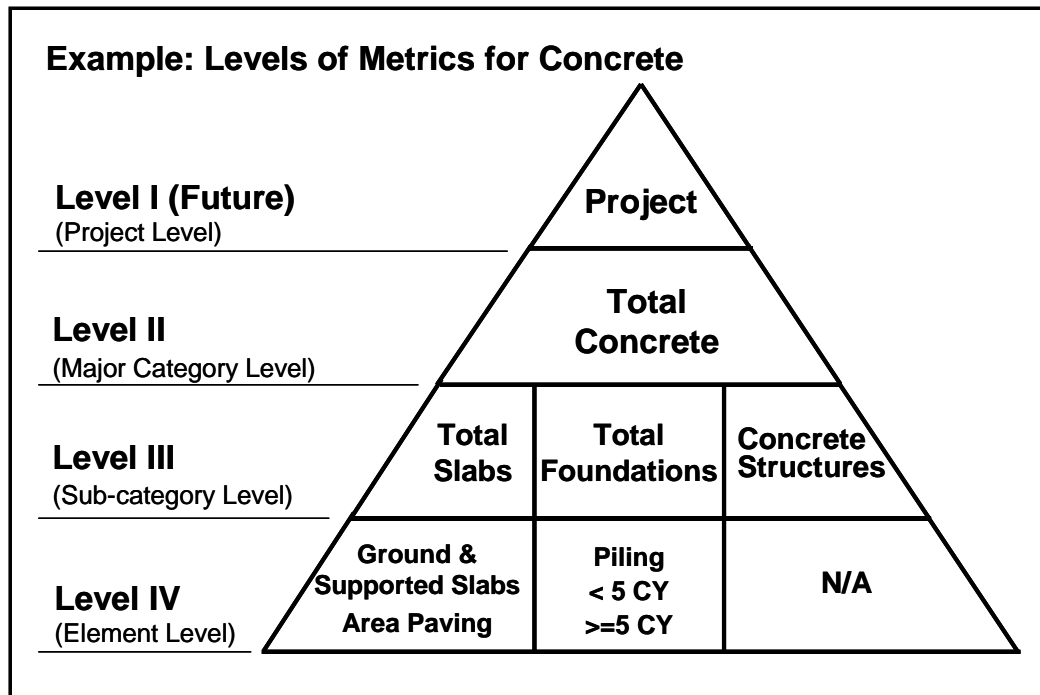 Example: Levels of Metrics for Concrete
Level I (Future)
(Project Level)
Project
Level II
(Major Category Level)
Total
Concrete
Level III
(Sub-category Level)
Total
Slabs
Total
Foundations
Concrete
Structures
Level IV
(Element Level)
Ground &
Supported Slabs
Area Paving
Piling
< 5 CY
>=5 CY
N/A